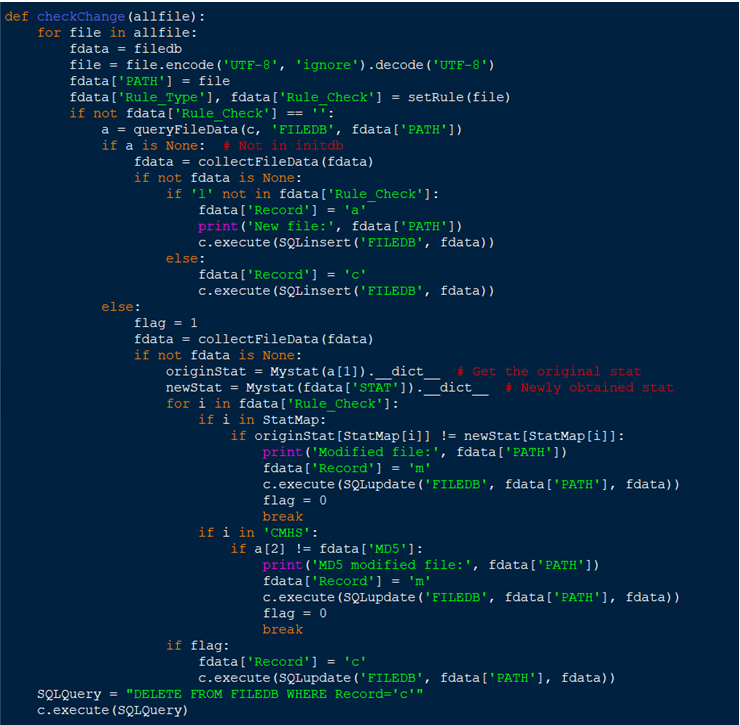 def checkChange(allfile):
    for file in allfile:
        fdata = filedb
        file = file.encode('UTF-8', 'ignore').decode('UTF-8')
        fdata['PATH'] = file
        fdata['Rule_Type'], fdata['Rule_Check'] = setRule(file)
        if not fdata['Rule_Check'] == '':
            a = queryFileData(c, 'FILEDB', fdata['PATH'])
            if a is None:  # Not in initdb
                fdata = collectFileData(fdata)
                if not fdata is None:
                    if 'l' not in fdata['Rule_Check']:
                        fdata['Record'] = 'a'
                        print('New file:', fdata['PATH'])
                        c.execute(SQLinsert('FILEDB', fdata))
                    else:
                        fdata['Record'] = 'c'
                        c.execute(SQLinsert('FILEDB', fdata))
            else:
                flag = 1
                fdata = collectFileData(fdata)
                if not fdata is None:
                    originStat = Mystat(a[1]).__dict__  # Get the original stat
                    newStat = Mystat(fdata['STAT']).__dict__  # Newly obtained stat
                    for i in fdata['Rule_Check']:
                        if i in StatMap:
                            if originStat[StatMap[i]] != newStat[StatMap[i]]:
                                print('Modified file:', fdata['PATH'])
                                fdata['Record'] = 'm'
                                c.execute(SQLupdate('FILEDB', fdata['PATH'], fdata))
                                flag = 0
                                break
                        if i in 'CMHS':
                            if a[2] != fdata['MD5']:
                                print('MD5 modified file:', fdata['PATH'])
                                fdata['Record'] = 'm'
                                c.execute(SQLupdate('FILEDB', fdata['PATH'], fdata))
                                flag = 0
                                break
                    if flag:
                        fdata['Record'] = 'c'
                        c.execute(SQLupdate('FILEDB', fdata['PATH'], fdata))
    SQLQuery = "DELETE FROM FILEDB WHERE Record='c'"
    c.execute(SQLQuery)